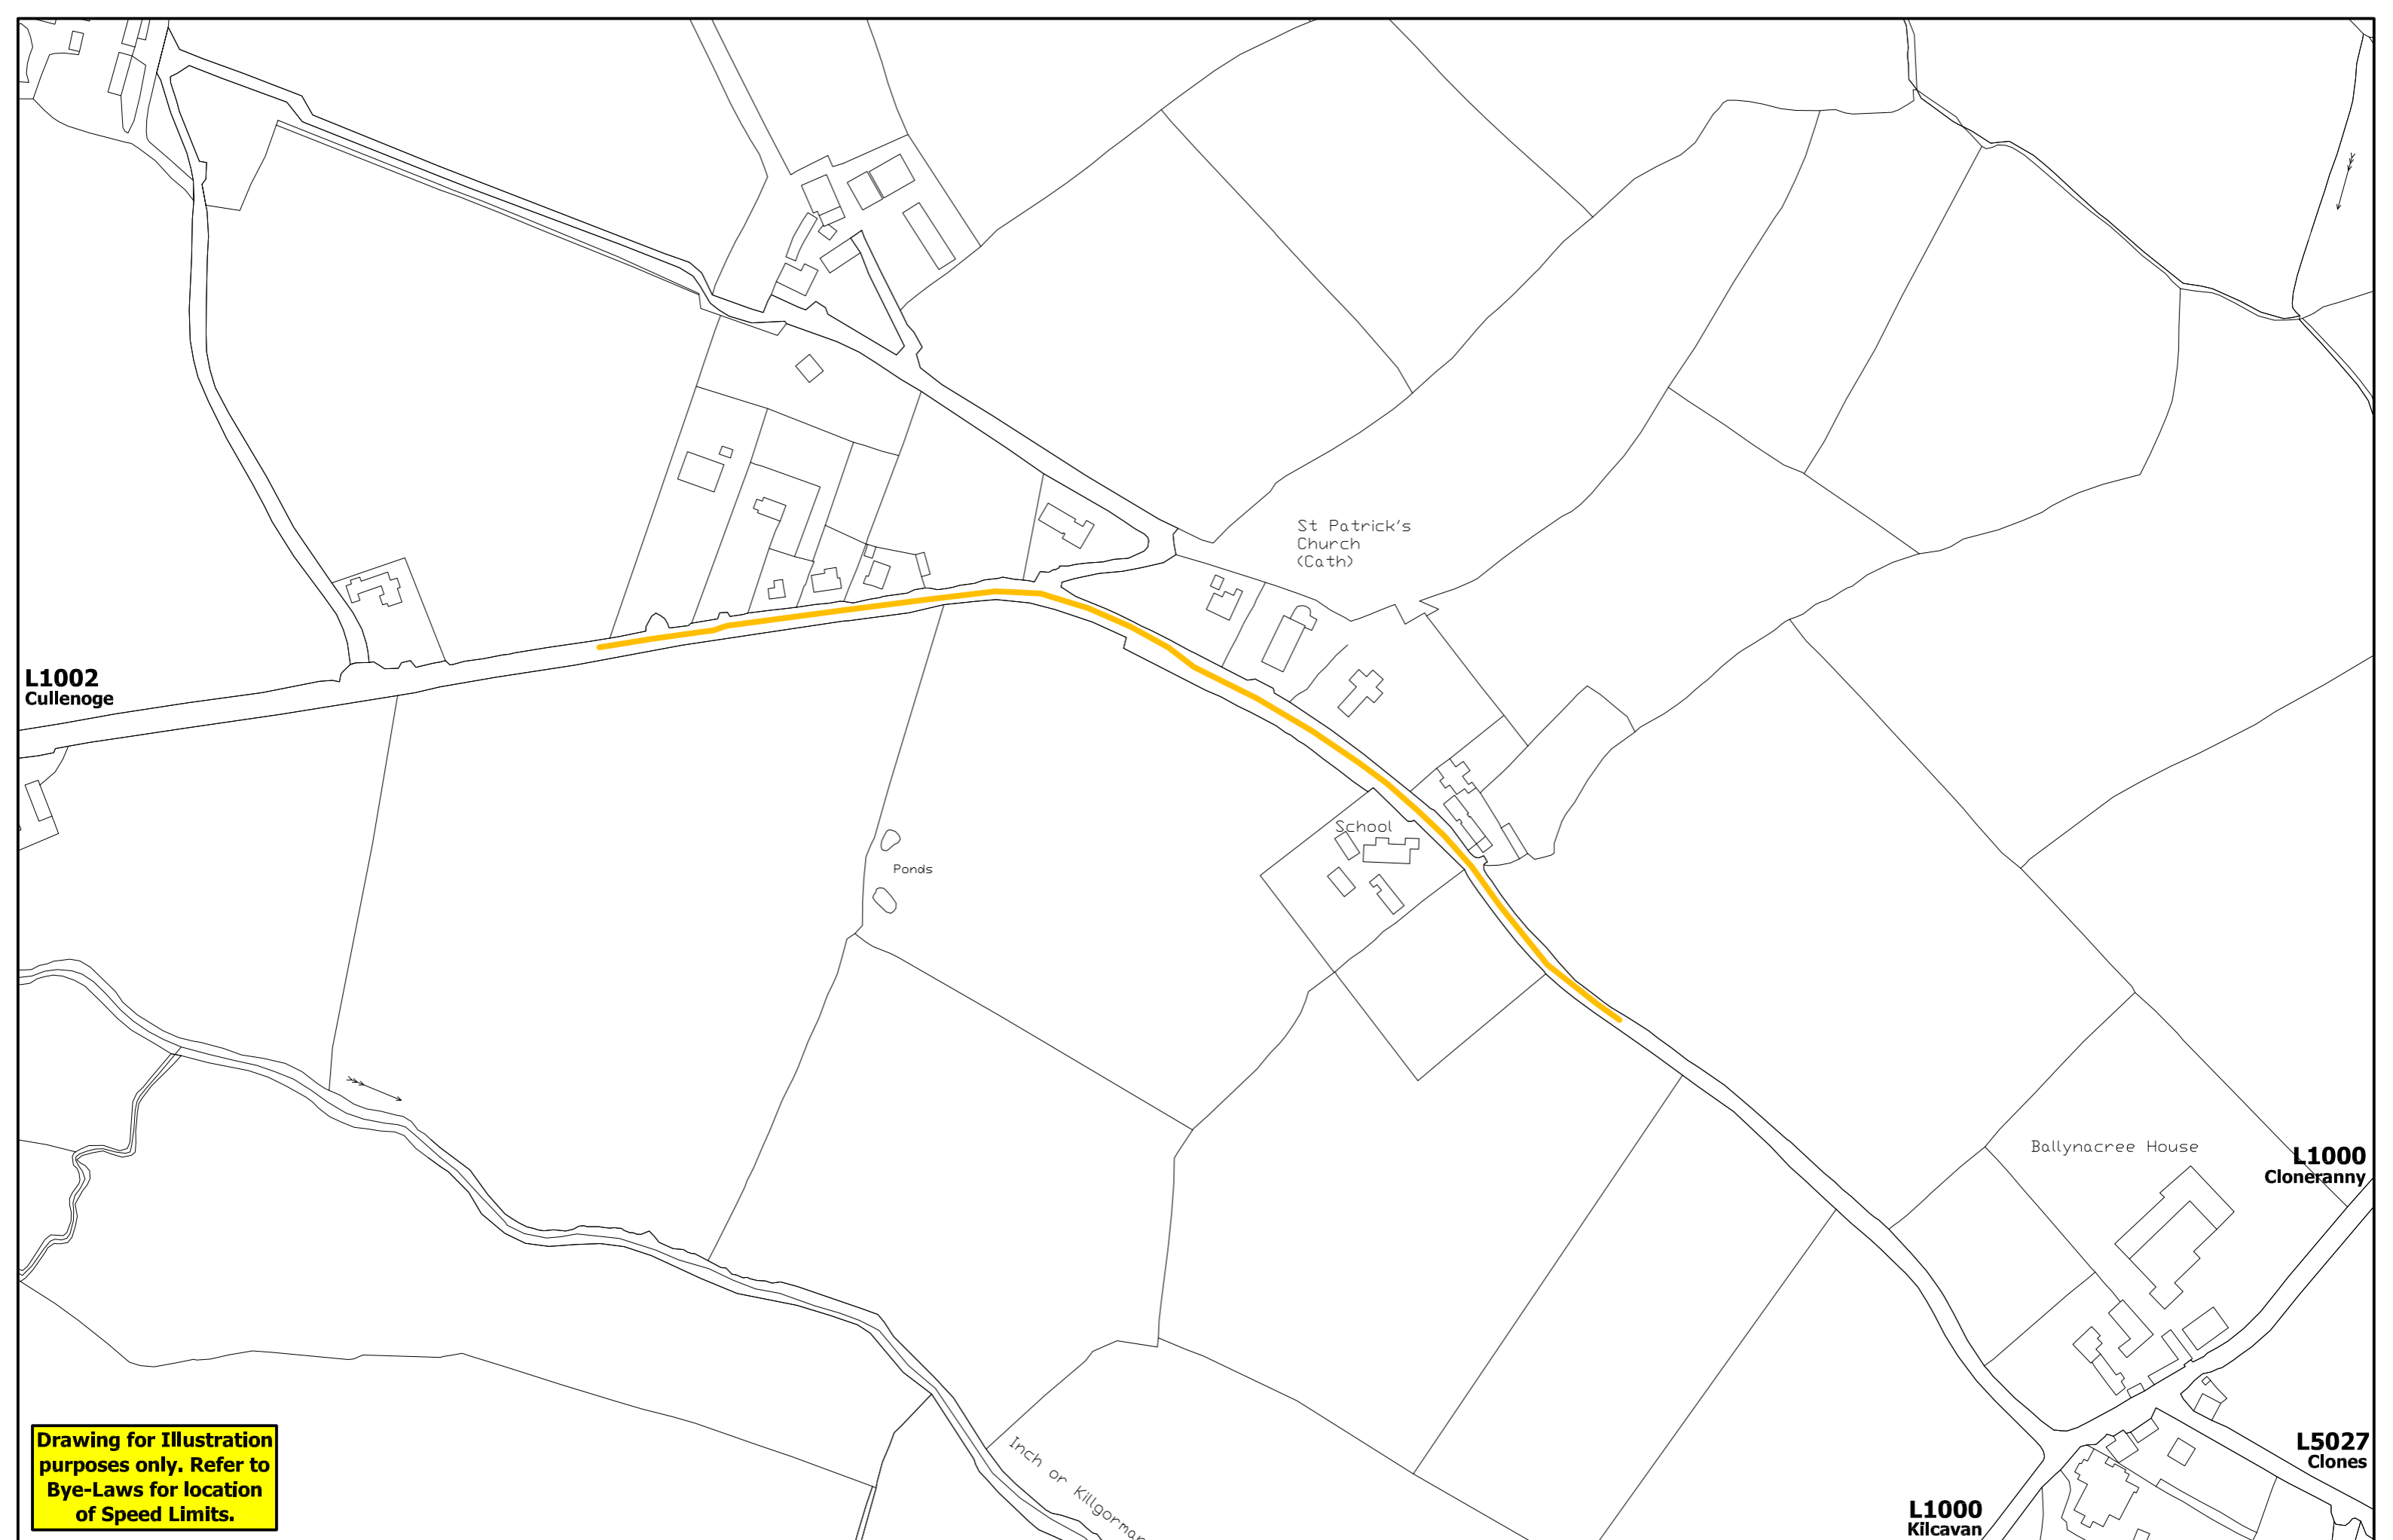 St Patrick's
Church
(Cath)
L1002
Cullenoge
School
Ponds
Ballynacree House
L1000
Cloneranny
Drawing for Illustration
purposes only. Refer to
Bye-Laws for location
of Speed Limits.
Inch or Killgorman
L5027
Clones
L1000
Kilcavan